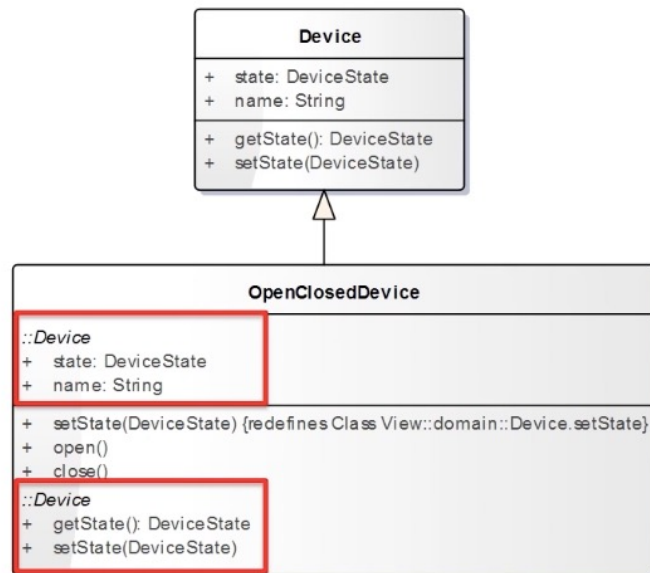 Device
+ state: DeviceState
+ name: String
+ getState(): DeviceState
+ setState(DeviceState)
OpenClosedDevice
::Device
+ state: DeviceState
+ name: String
+ setState(DeviceState) {redefines Class View::domain::Device.setState}
+ open()
+ close()
::Device
+ getState(): DeviceState
+ setState(DeviceState)